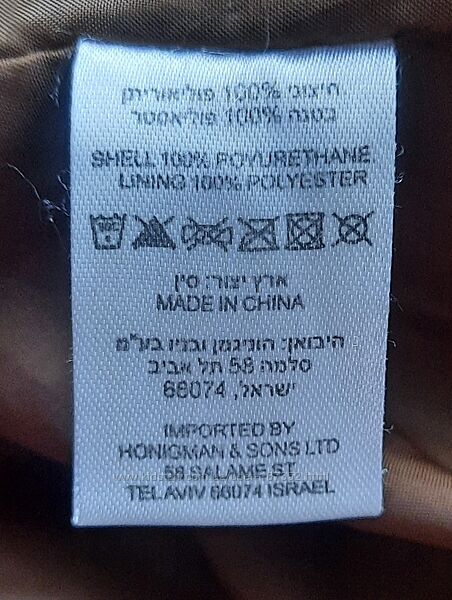 חיצוני 100% פוליאוריתן
בטנה 100% פוליאסטר
SHELL 100% POYURETHANE
LINING 100% POLYESTER
ארץ יצור: סין
MADE IN CHINA
היבואן: הוניגמן ובניו בע"מ
סלמה 58 תל אביב
ישראל, 66074
IMPORTED BY
HONIGMAN & SONS LTD
58 SALAME ST
TEL AVIV 66074 ISRAEL